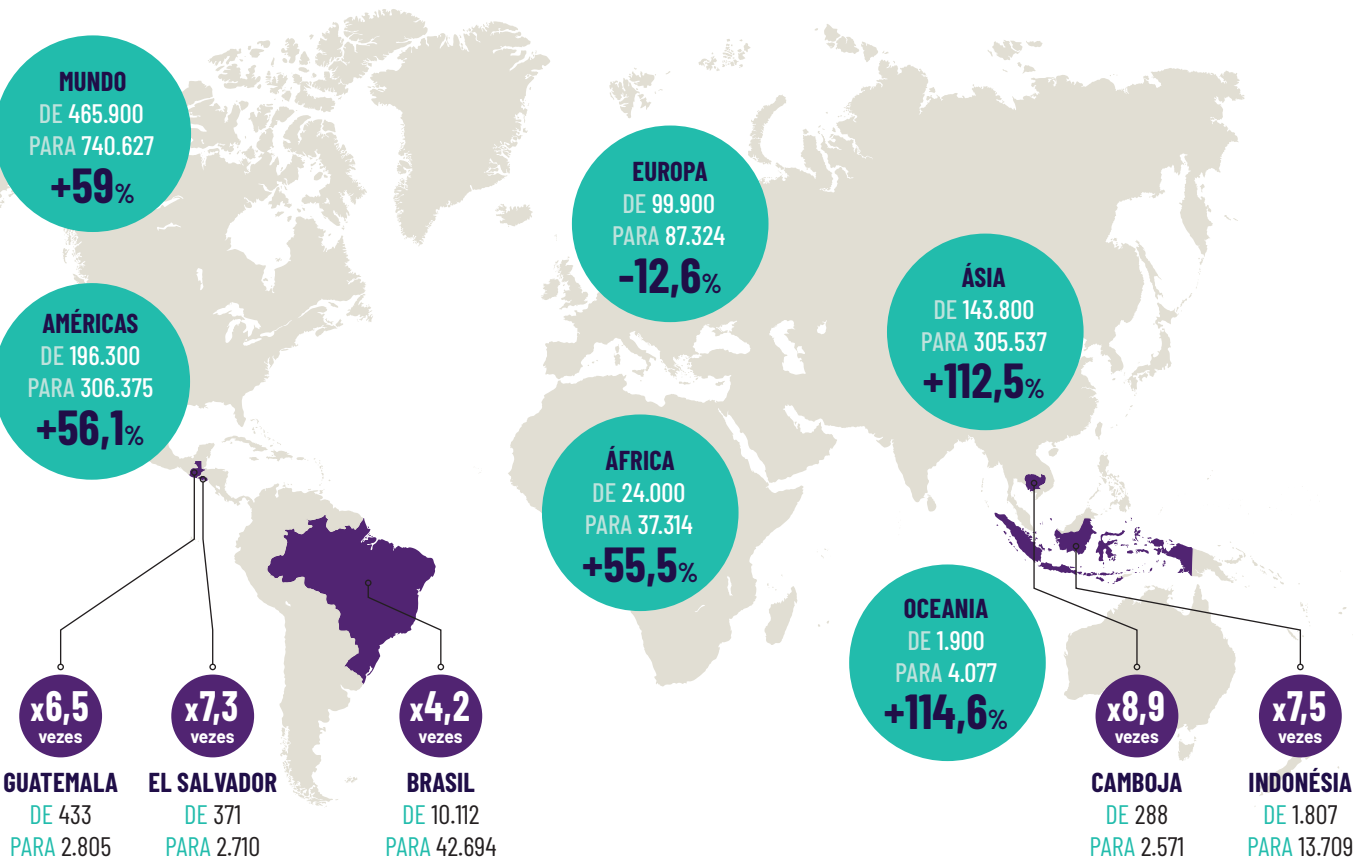 MUNDO
DE 465.900
PARA 740.627
+59%
AMÉRICAS
DE 196.300
PARA 306.375
+56,1%
EUROPA
DE 99.900
PARA 87.324
-12,6%
ÁSIA
DE 143.800
PARA 305.537
+112,5%
ÁFRICA
DE 24.000
PARA 37.314
+55,5%
OCEANIA
DE 1.900
PARA 4.077
+114,6%
x6,5
vezes
GUATEMALA
DE 433
PARA 2.805
x7,3
vezes
EL SALVADOR
DE 371
PARA 2.710
x4,2
vezes
BRASIL
DE 10.112
PARA 42.694
x8,9
vezes
CAMBOJA
DE 288
PARA 2.571
x7,5
vezes
INDONÉSIA
DE 1.807
PARA 13.709